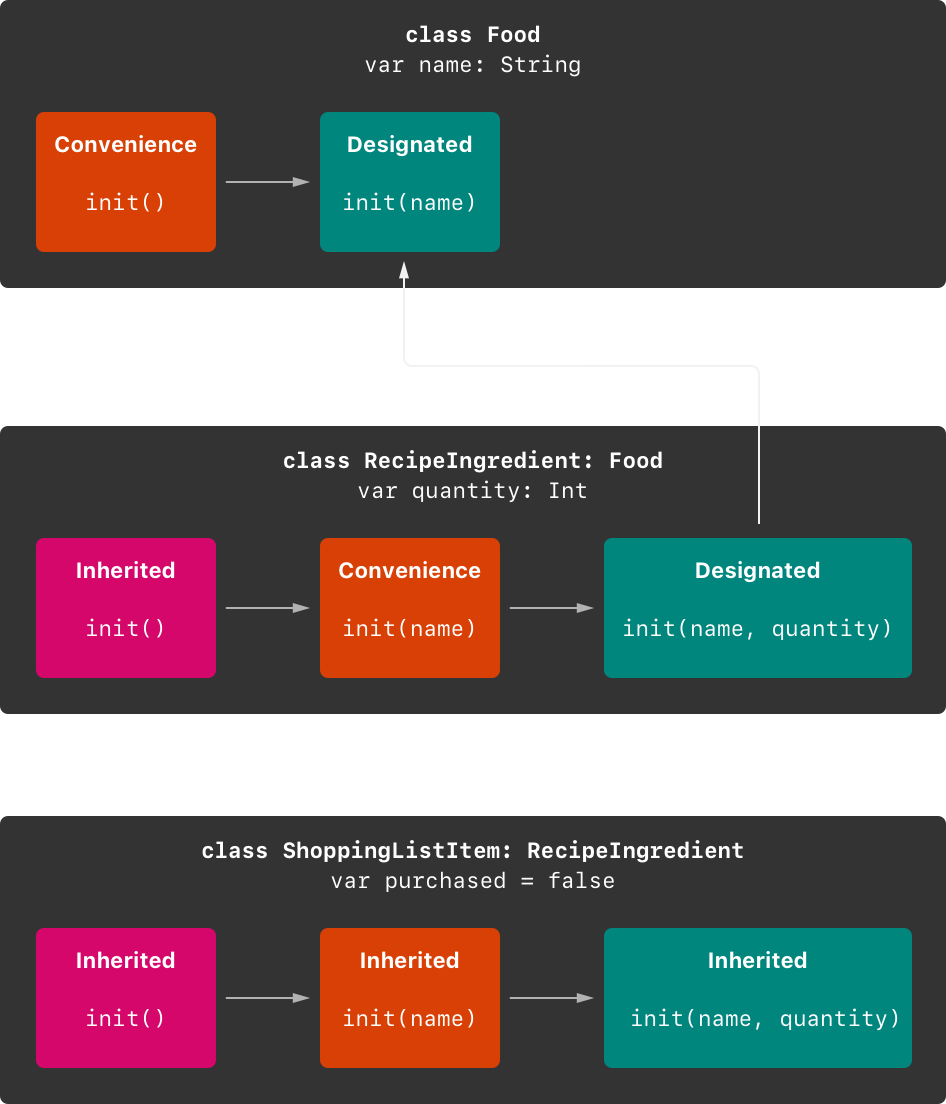 class Food
var name: String
Convenience
Designated
init()
init(name)
class RecipeIngredient: Food
var quantity: Int
Inherited
Convenience
Designated
init()
init(name)
init(name, quantity)
class ShoppingListItem: RecipeIngredient
var purchased = false
Inherited
Inherited
Inherited
init()
init(name)
init(name, quantity)